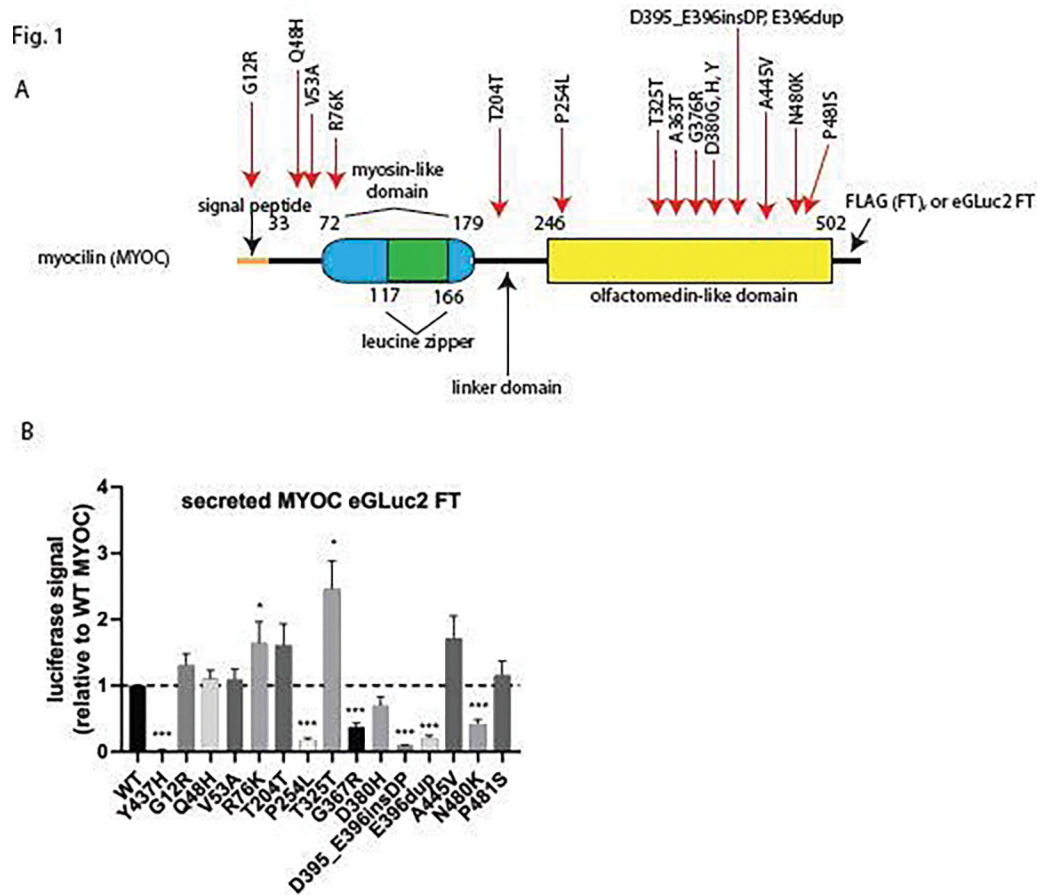 Fig. 1
A
G12R
Q48H
V53A
R76K
T204T
P254L
D395_E396insDP, E396dup
T325T
A363T
G376R
D380G, H, Y
A445V
N480K
P481S
signal peptide
33
myosin-like
domain
72
179
246
502
FLAG (FT), or eGLuc2 FT
myocilin (MYOC)
117
166
leucine zipper
linker domain
olfactomedin-like domain
B
secreted MYOC eGLuc2 FT
luciferase signal
(relative to WT MYOC)
4
3
2
1
0
***
*
***
*
***
***
***
***
WT
Y437H
G12R
Q48H
V53A
R76K
T204T
P254L
T325T
G367R
D380H
D395_E396insDP
E396dup
A445V
N480K
P481S